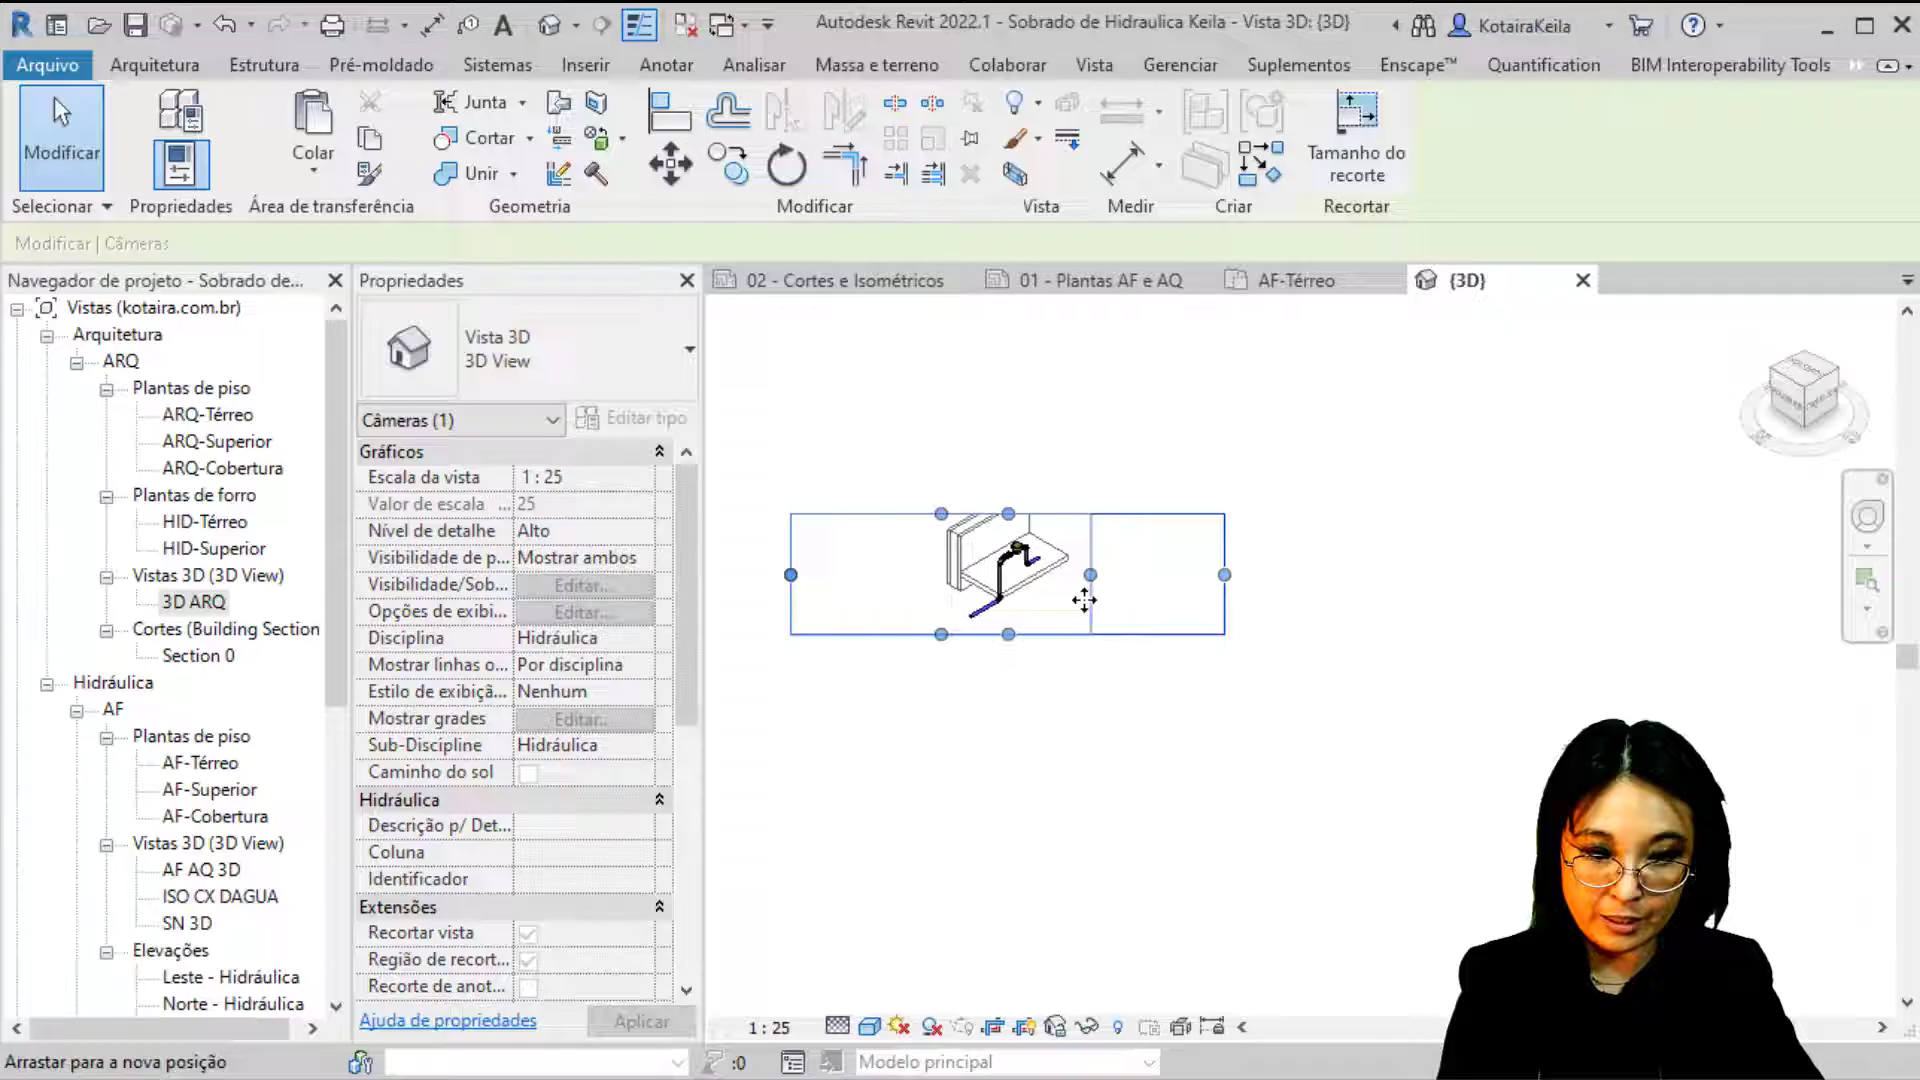 Autodesk Revit 2022.1 - Sobrado de Hidraulica Keila - Vista 3D: {3D}
KotairaKeila
Arquivo Arquitetura Estrutura Pré-moldado Sistemas Inserir Anotar Analisar Massa e terreno Colaborar Vista Gerenciar Suplementos Enscape™ Quantification BIM Interoperability Tools
Modificar
Colar
Junta
Cortar
Unir
Tamanho do
recorte
Selecionar Propriedades Área de transferência Geometria Modificar Vista Medir Criar Recortar
Modificar | Câmeras
Navegador de projeto - Sobrado de...
Vistas (kotaira.com.br)
Arquitetura
ARQ
Plantas de piso
ARQ-Térreo
ARQ-Superior
ARQ-Cobertura
Plantas de forro
HID-Térreo
HID-Superior
Vistas 3D (3D View)
3D ARQ
Cortes (Building Section
Section 0
Hidráulica
AF
Plantas de piso
AF-Térreo
AF-Superior
AF-Cobertura
Vistas 3D (3D View)
AF AQ 3D
ISO CX DAGUA
SN 3D
Elevações
Leste - Hidráulica
Norte - Hidráulica
Propriedades
Vista 3D
3D View
Câmeras (1)
Editar tipo
Gráficos
Escala da vista 1 : 25
Valor de escala ... 25
Nível de detalhe Alto
Visibilidade de p... Mostrar ambos
Visibilidade/Sob... Editar...
Opções de exibi... Editar...
Disciplina Hidráulica
Mostrar linhas o... Por disciplina
Estilo de exibiçã... Nenhum
Mostrar grades Editar...
Sub-Discipline Hidráulica
Caminho do sol
Hidráulica
Descrição p/ Det...
Coluna
Identificador
Extensões
Recortar vista
Região de recort...
Recorte de anot...
Ajuda de propriedades
Aplicar
02 - Cortes e Isométricos
01 - Plantas AF e AQ
AF-Térreo
{3D}
1 : 25
Arrastar para a nova posição
:0
Modelo principal